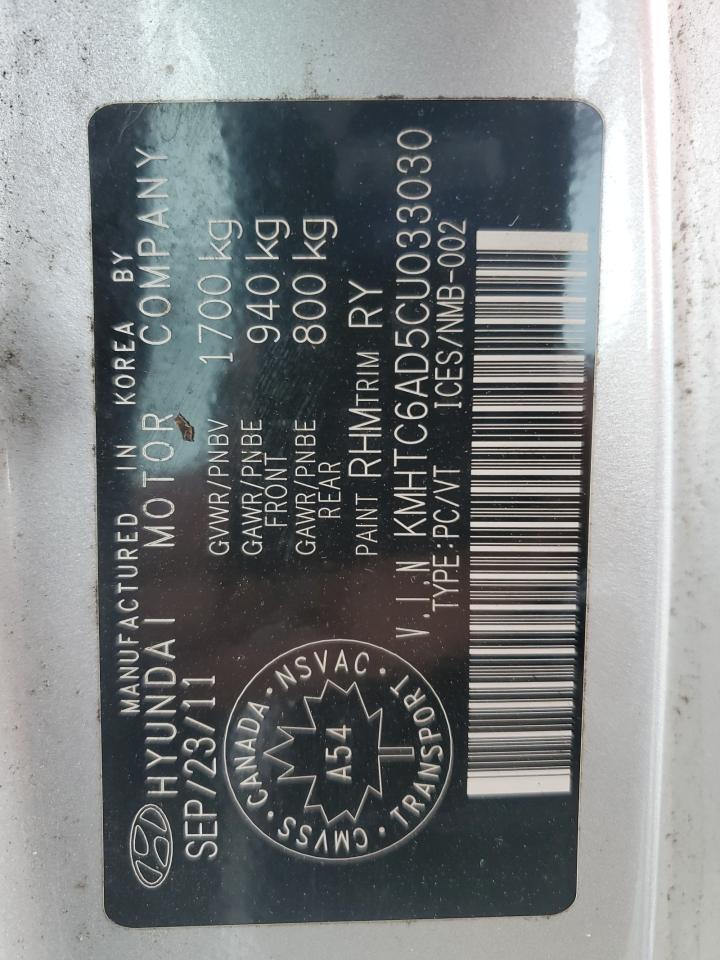 MANUFACTURED IN KOREA BY
HYUNDAI MOTOR COMPANY
SEP/23/11
GVWR/PNBV 1700 kg
GAWR/PNBE FRONT 940 kg
GAWR/PNBE REAR 800 kg
PAINT RHM TRIM RY
V.I.N KMHTC6AD5CU033030
TYPE:PC/VT ICES/NMB-002
CANADA · NSVAC · TRANSPORT · CMVSS ·
A54